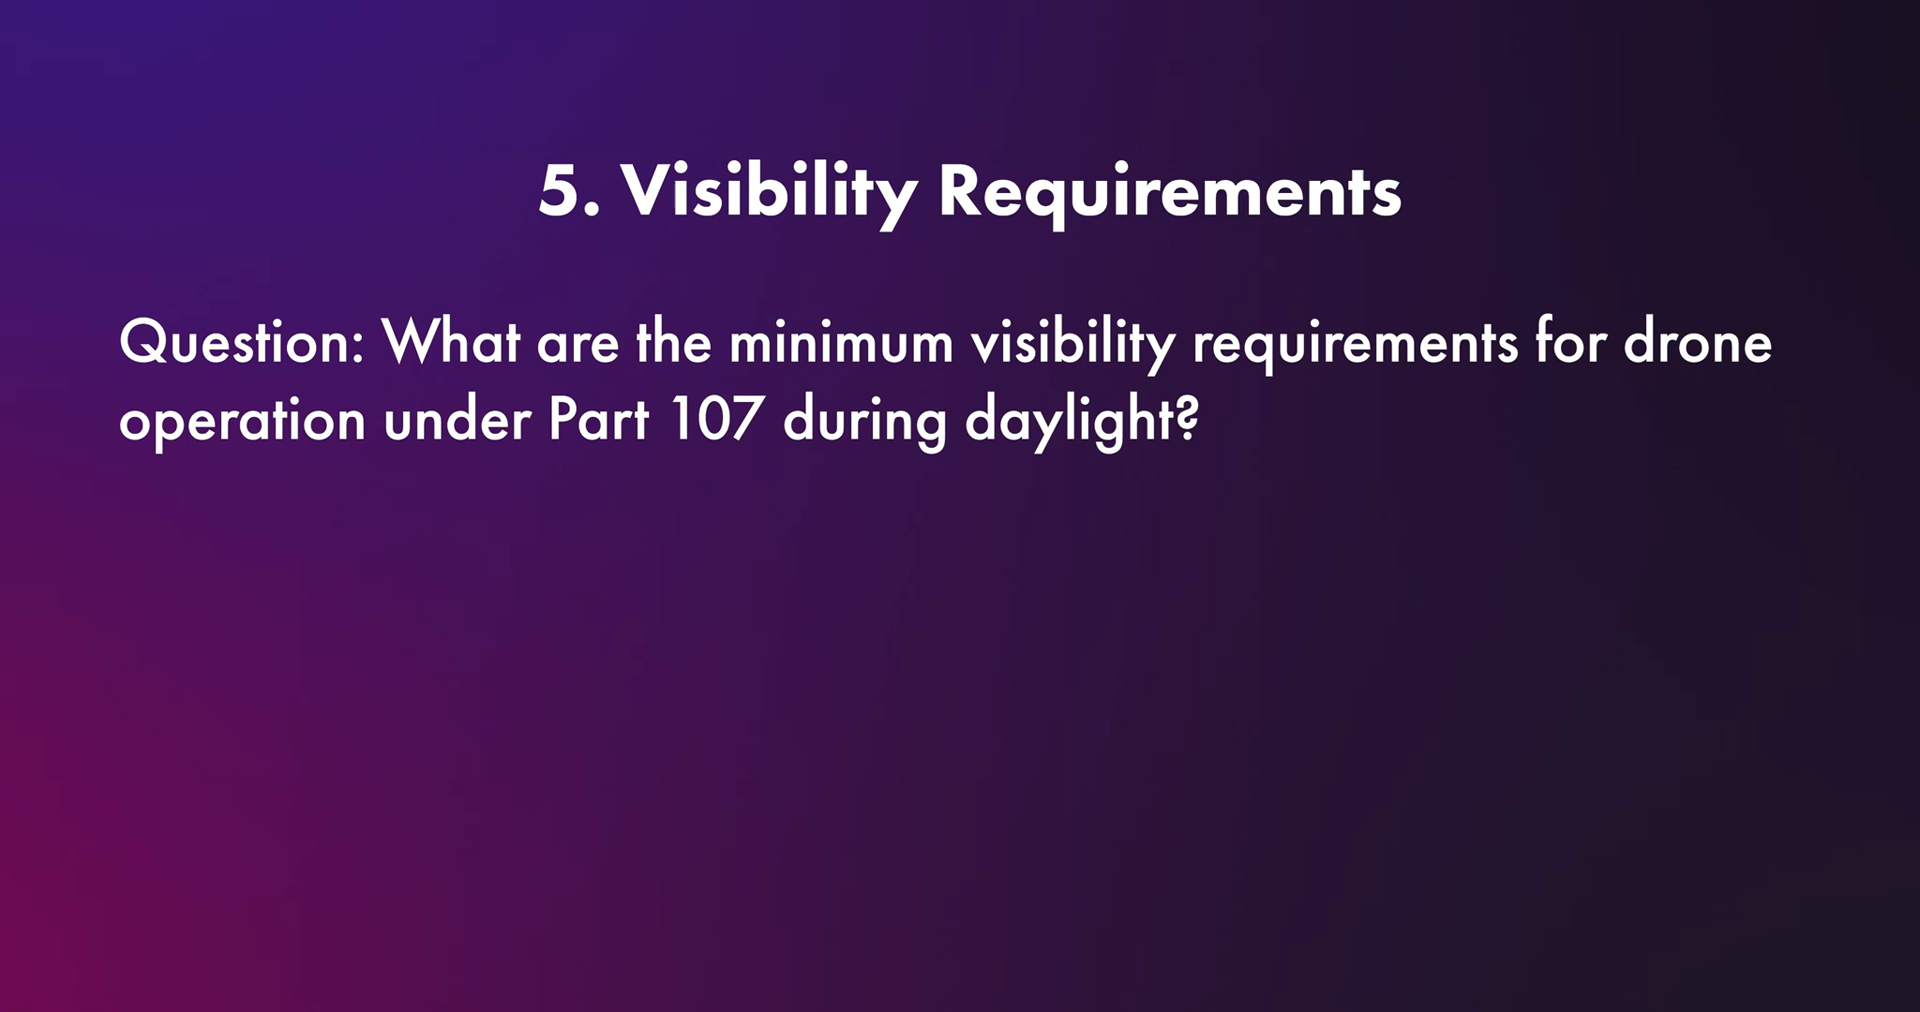 5. Visibility Requirements
Question: What are the minimum visibility requirements for drone
operation under Part 107 during daylight?